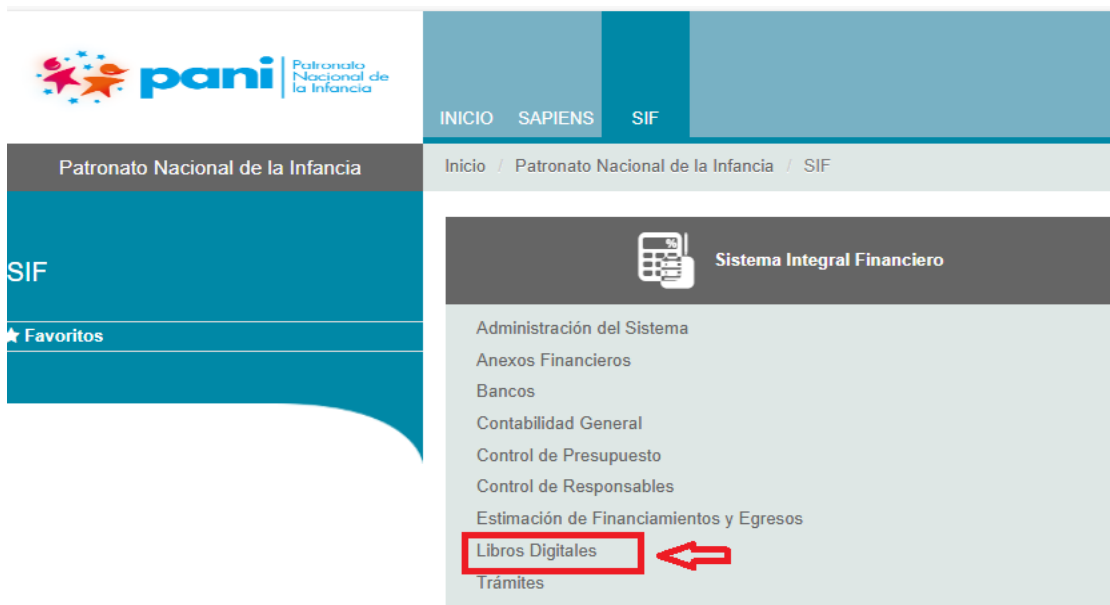 pani
Patronato
Nacional de
la Infancia
INICIO SAPIENS SIF
Patronato Nacional de la Infancia
Inicio / Patronato Nacional de la Infancia / SIF
SIF
Favoritos
% Sistema Integral Financiero
Administración del Sistema
Anexos Financieros
Bancos
Contabilidad General
Control de Presupuesto
Control de Responsables
Estimación de Financiamientos y Egresos
Libros Digitales
Trámites